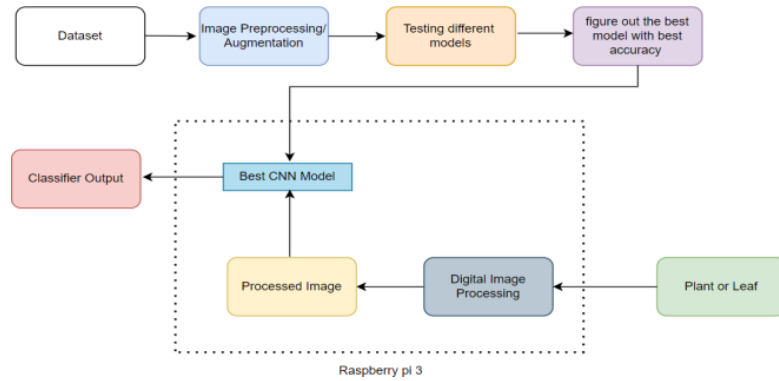 Dataset
Image Preprocessing/
Augmentation
Testing different
models
figure out the best
model with best
accuracy
Classifier Output
Best CNN Model
Processed Image
Digital Image
Processing
Plant or Leaf
Raspberry pi 3